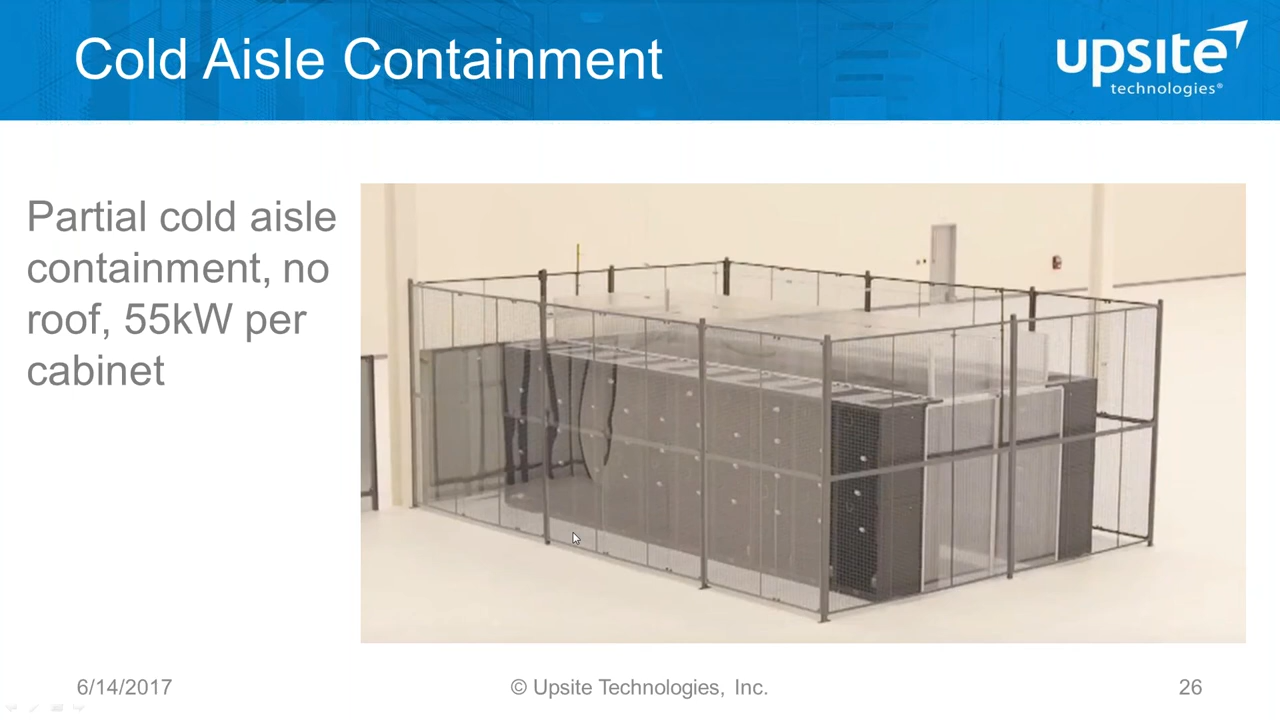 Cold Aisle Containment
upsite
technologies®
Partial cold aisle
containment, no
roof, 55kW per
cabinet
6/14/2017
© Upsite Technologies, Inc.
26